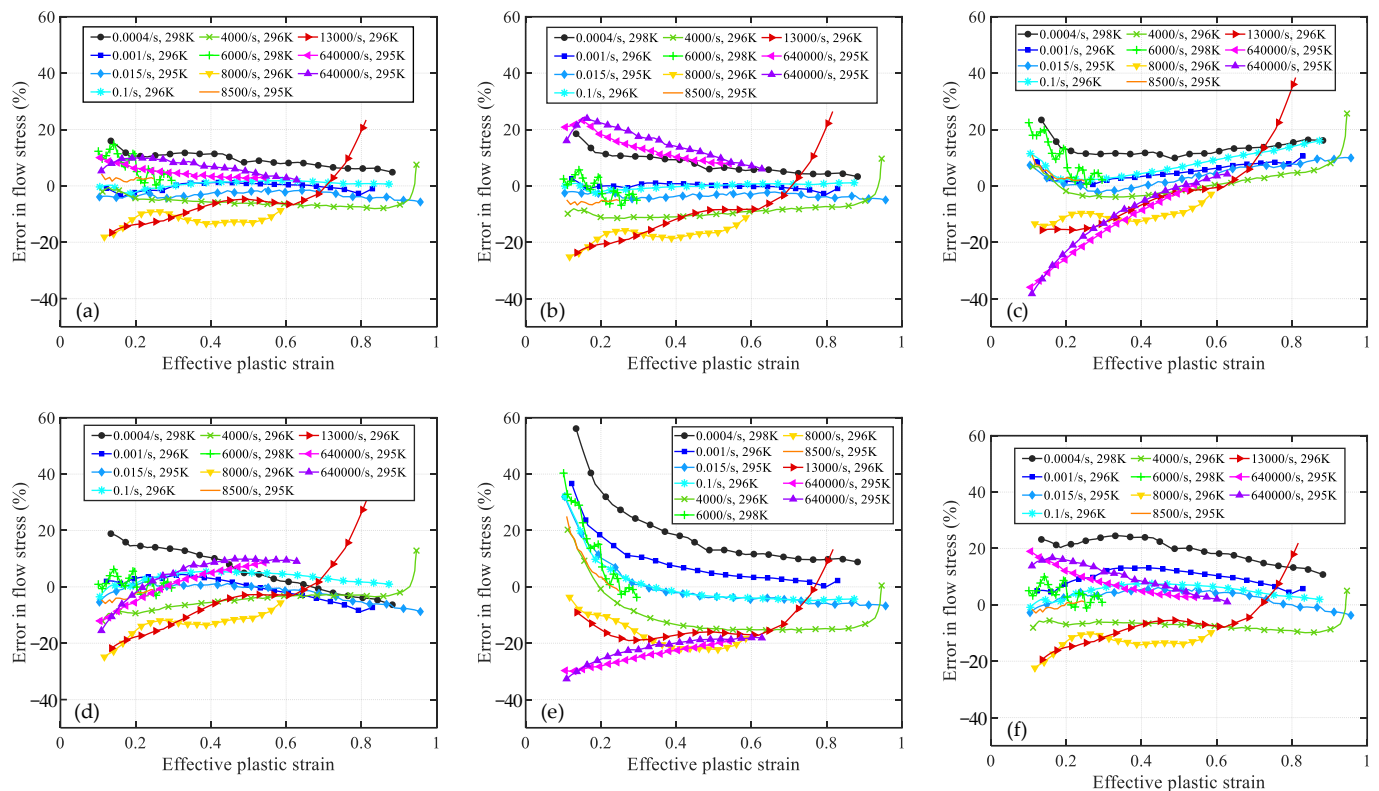 60
40
20
0
−20
−40
0.0004/s, 298K 4000/s, 296K 13000/s, 296K
0.001/s, 296K 6000/s, 298K 640000/s, 295K
0.015/s, 295K 8000/s, 296K 640000/s, 295K
0.1/s, 296K 8500/s, 295K
(a)
0 0.2 0.4 0.6 0.8 1
Effective plastic strain
Error in flow stress (%)
60
40
20
0
−20
−40
0.0004/s, 298K 4000/s, 296K 13000/s, 296K
0.001/s, 296K 6000/s, 298K 640000/s, 295K
0.015/s, 295K 8000/s, 296K 640000/s, 295K
0.1/s, 296K 8500/s, 295K
(b)
0 0.2 0.4 0.6 0.8 1
Effective plastic strain
Error in flow stress (%)
60
40
20
0
−20
−40
0.0004/s, 298K 4000/s, 296K 13000/s, 296K
0.001/s, 296K 6000/s, 298K 640000/s, 295K
0.015/s, 295K 8000/s, 296K 640000/s, 295K
0.1/s, 296K 8500/s, 295K
(c)
0 0.2 0.4 0.6 0.8 1
Effective plastic strain
Error in flow stress (%)
60
40
20
0
−20
−40
0.0004/s, 298K 4000/s, 296K 13000/s, 296K
0.001/s, 296K 6000/s, 298K 640000/s, 295K
0.015/s, 295K 8000/s, 296K 640000/s, 295K
0.1/s, 296K 8500/s, 295K
(d)
0 0.2 0.4 0.6 0.8 1
Effective plastic strain
Error in flow stress (%)
60
40
20
0
−20
−40
0.0004/s, 298K 8000/s, 296K
0.001/s, 296K 8500/s, 295K
0.015/s, 295K 13000/s, 296K
0.1/s, 296K 640000/s, 295K
4000/s, 296K 640000/s, 295K
6000/s, 298K
(e)
0 0.2 0.4 0.6 0.8 1
Effective plastic strain
Error in flow stress (%)
60
40
20
0
−20
−40
0.0004/s, 298K 4000/s, 296K 13000/s, 296K
0.001/s, 296K 6000/s, 298K 640000/s, 295K
0.015/s, 295K 8000/s, 296K 640000/s, 295K
0.1/s, 296K 8500/s, 295K
(f)
0 0.2 0.4 0.6 0.8 1
Effective plastic strain
Error in flow stress (%)